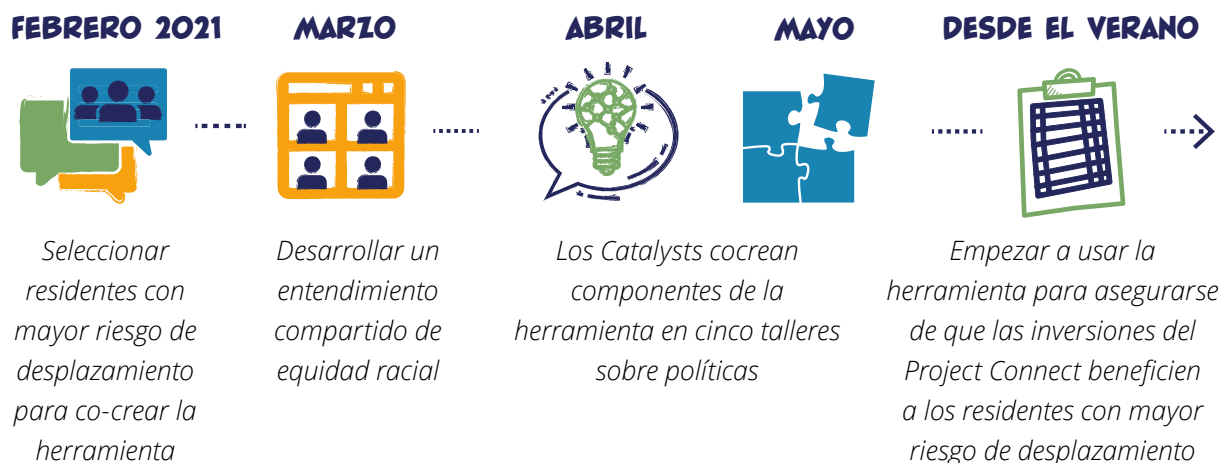 FEBRERO 2021
MARZO
ABRIL
MAYO
DESDE EL VERANO
Seleccionar
residentes con
mayor riesgo de
desplazamiento
para co-crear la
herramienta
Desarrollar un
entendimiento
compartido de
equidad racial
Los Catalysts cocrean
componentes de la
herramienta en cinco talleres
sobre políticas
Empezar a usar la
herramienta para asegurarse
de que las inversiones del
Project Connect beneficien
a los residentes con mayor
riesgo de desplazamiento